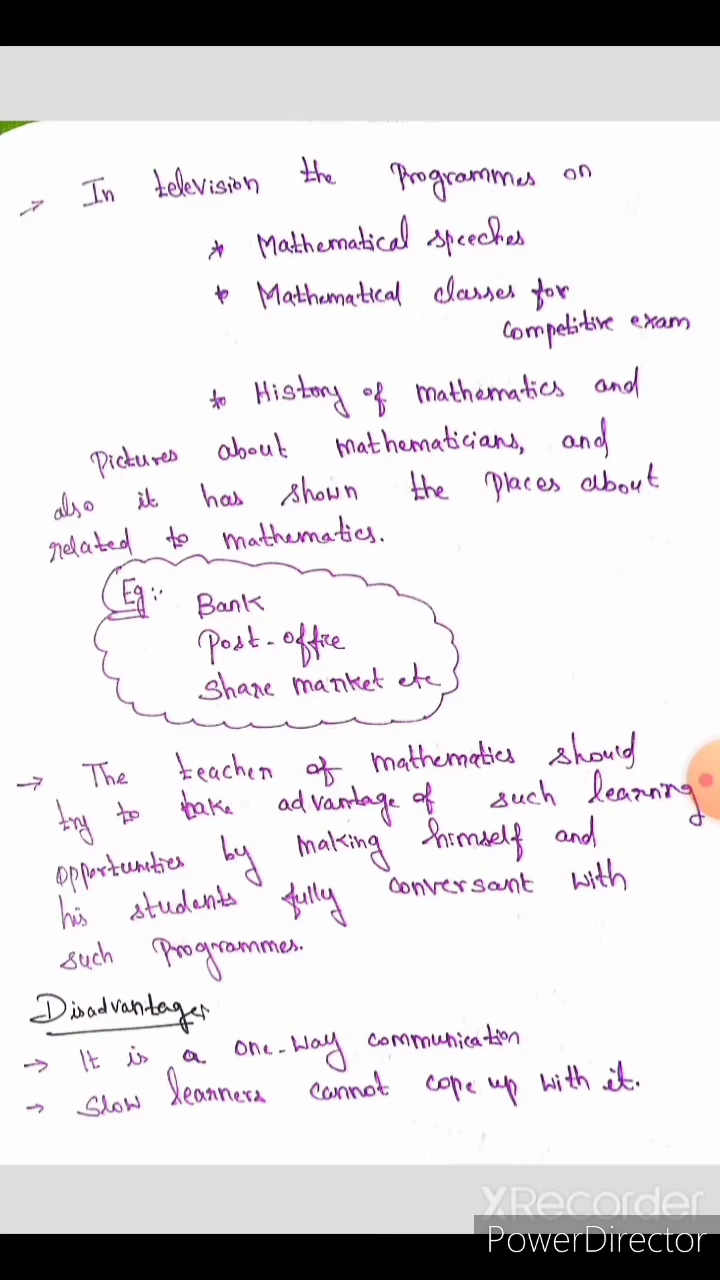 → In television the Programmes on
* Mathematical speeches
* Mathematical classes for
competitive exam
* History of mathematics and
Pictures about mathematicians, and
also it has shown the places about
related to mathematics.
Eg:-
Bank
Post-office
Share market etc
→ The teacher of mathematics should
try to take advantage of such learning
opportunities by making himself and
his students fully conversant with
such Programmes.
Disadvantages
→ It is a one-way communication
→ Slow learners cannot cope up with it.
XRecorder
PowerDirector